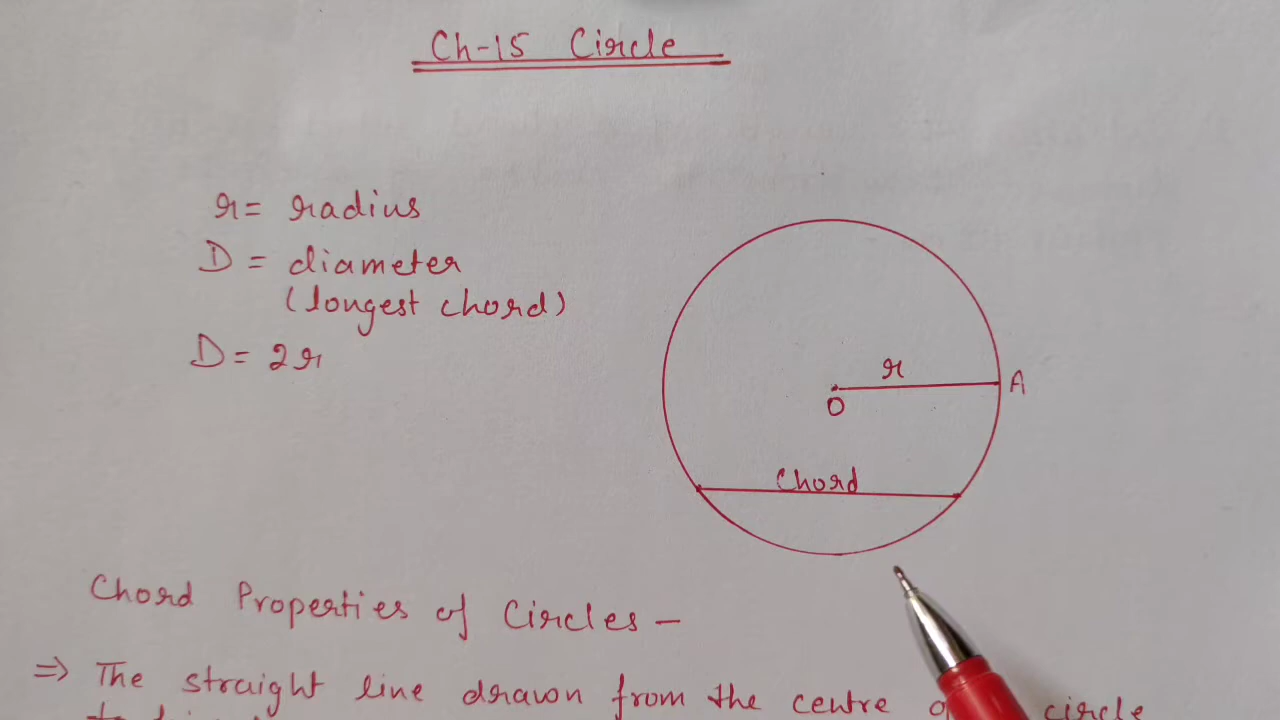 Ch-15 Circle
r = radius
D = diameter
(longest chord)
D = 2r
r
A
O
Chord
Chord Properties of Circles -
⇒ The straight line drawn from the centre circle